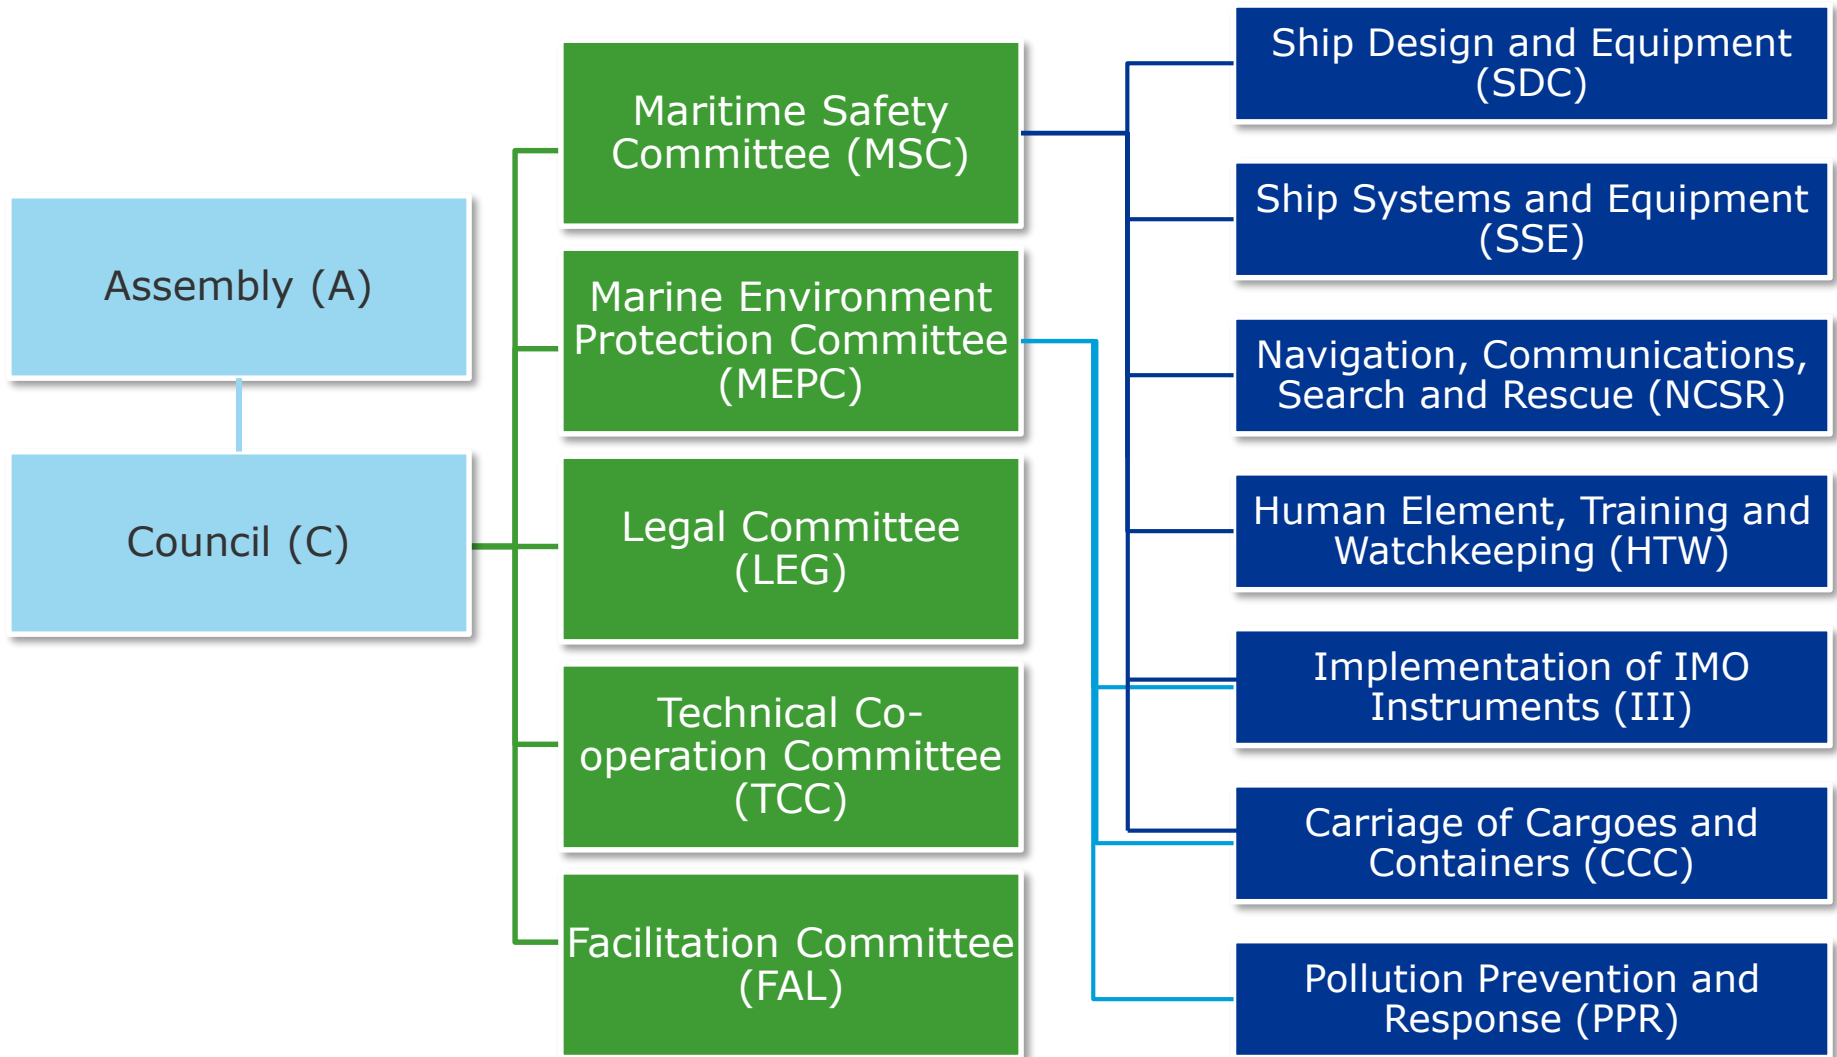 Assembly (A)
Council (C)
Maritime Safety
Committee (MSC)
Marine Environment
Protection Committee
(MEPC)
Legal Committee
(LEG)
Technical Co-
operation Committee
(TCC)
Facilitation Committee
(FAL)
Ship Design and Equipment
(SDC)
Ship Systems and Equipment
(SSE)
Navigation, Communications,
Search and Rescue (NCSR)
Human Element, Training and
Watchkeeping (HTW)
Implementation of IMO
Instruments (III)
Carriage of Cargoes and
Containers (CCC)
Pollution Prevention and
Response (PPR)